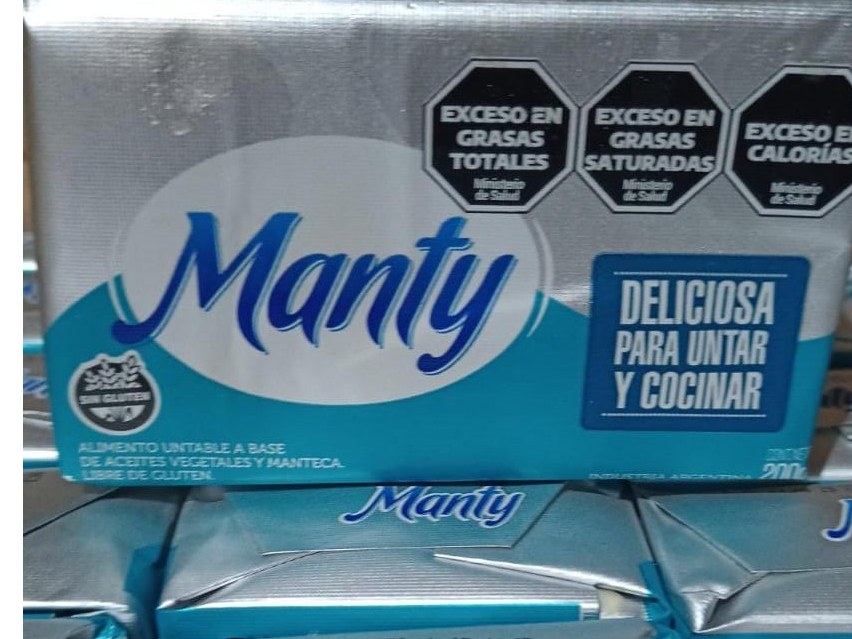 EXCESO EN
GRASAS
TOTALES
Ministerio
de Salud
EXCESO EN
GRASAS
SATURADAS
Ministerio
de Salud
EXCESO E
CALORÍAS
Ministerio
de Salud
Manty
DELICIOSA
PARA UNTAR
Y COCINAR
SIN GLUTEN
ALIMENTO UNTABLE A BASE
DE ACEITES VEGETALES Y MANTECA.
LIBRE DE GLUTEN.
INDUSTRIA ARGENTINA
CONT. NET
200g
Manty